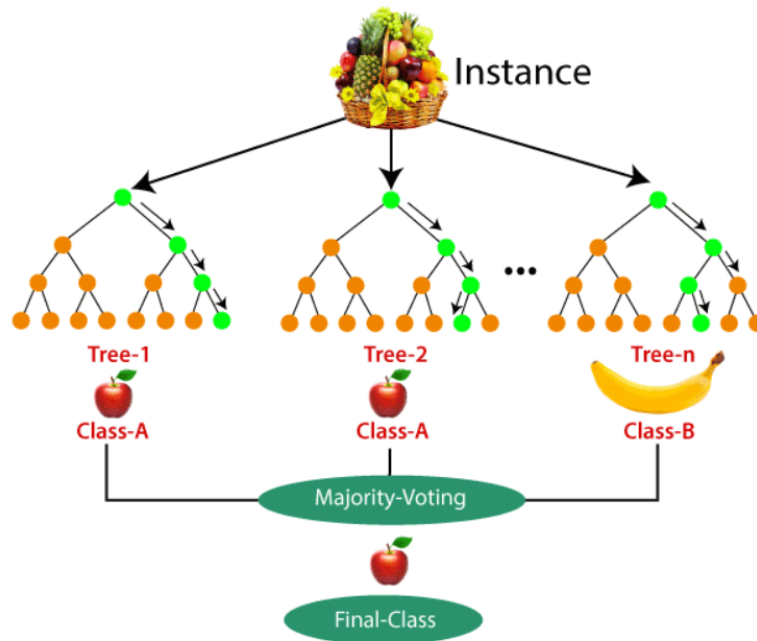 Instance
...
Tree-1
Tree-2
Tree-n
Class-A
Class-A
Class-B
Majority-Voting
Final-Class